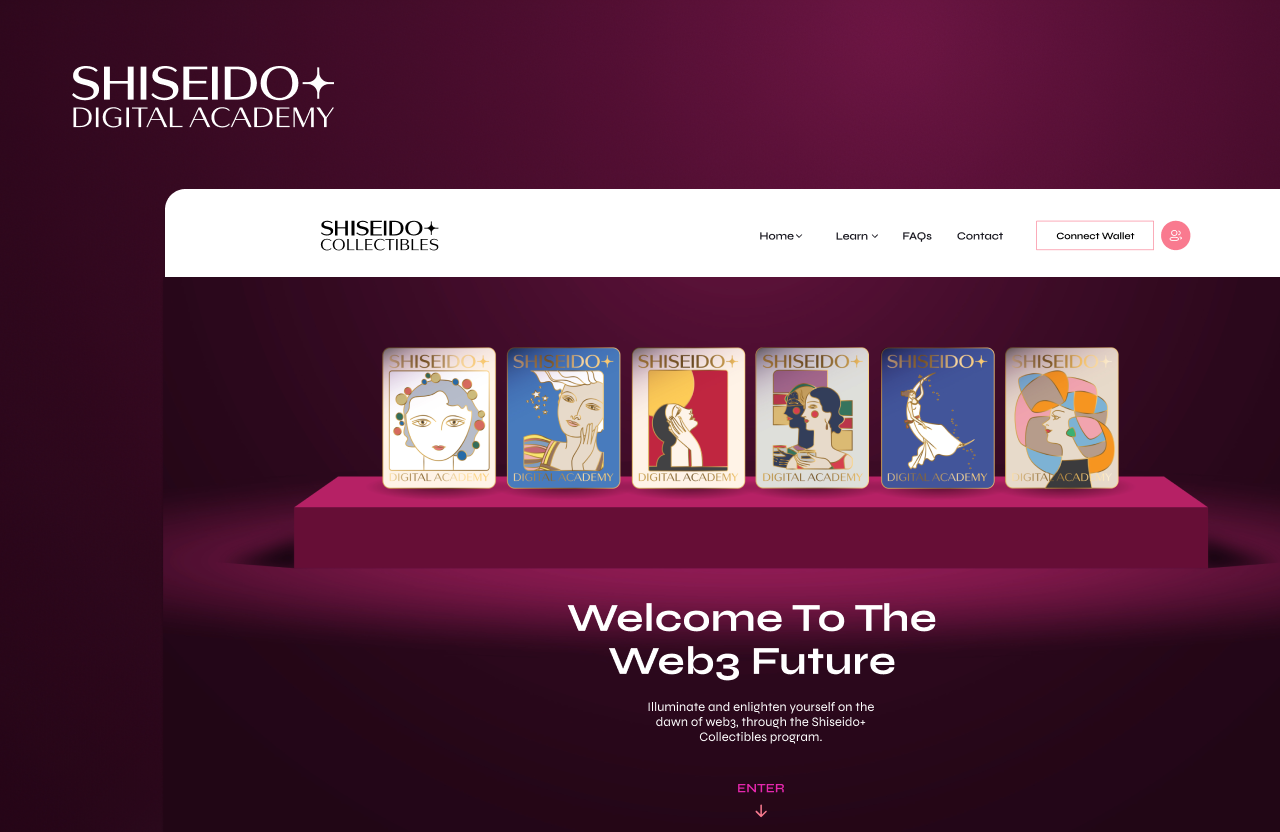 SHISEIDO
DIGITAL ACADEMY
SHISEIDO
COLLECTIBLES
Home
Learn
FAQs
Contact
Connect Wallet
SHISEIDO
DIGITAL ACADEMY
SHISEIDO
DIGITAL ACADEMY
SHISEIDO
DIGITAL ACADEMY
SHISEIDO
DIGITAL ACADEMY
SHISEIDO
DIGITAL ACADEMY
SHISEIDO
DIGITAL ACADEMY
Welcome To The
Web3 Future
Illuminate and enlighten yourself on the
dawn of web3, through the Shiseido+
Collectibles program.
ENTER